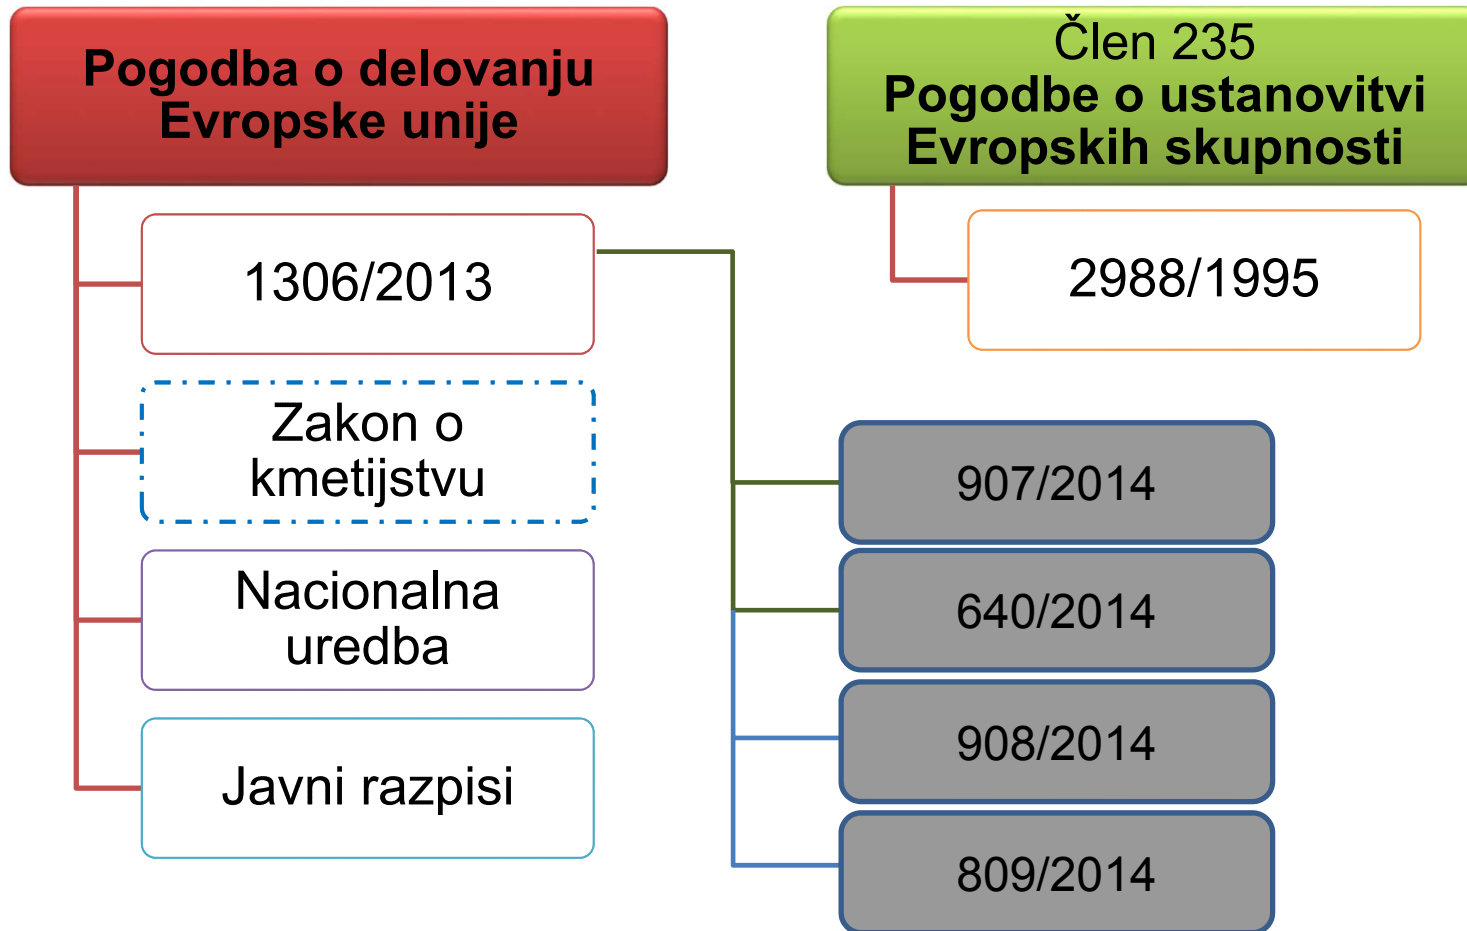 Pogodba o delovanju
Evropske unije
1306/2013
Zakon o
kmetijstvu
Nacionalna
uredba
Javni razpisi
Člen 235
Pogodbe o ustanovitvi
Evropskih skupnosti
2988/1995
907/2014
640/2014
908/2014
809/2014